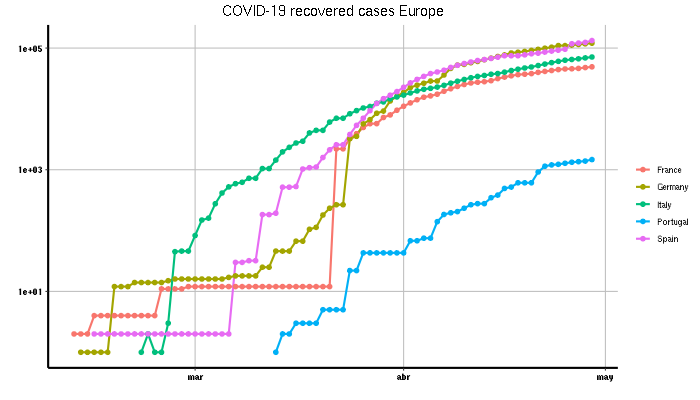 COVID-19 recovered cases Europe
1e+05
1e+03
1e+01
mar
abr
may
France
Germany
Italy
Portugal
Spain